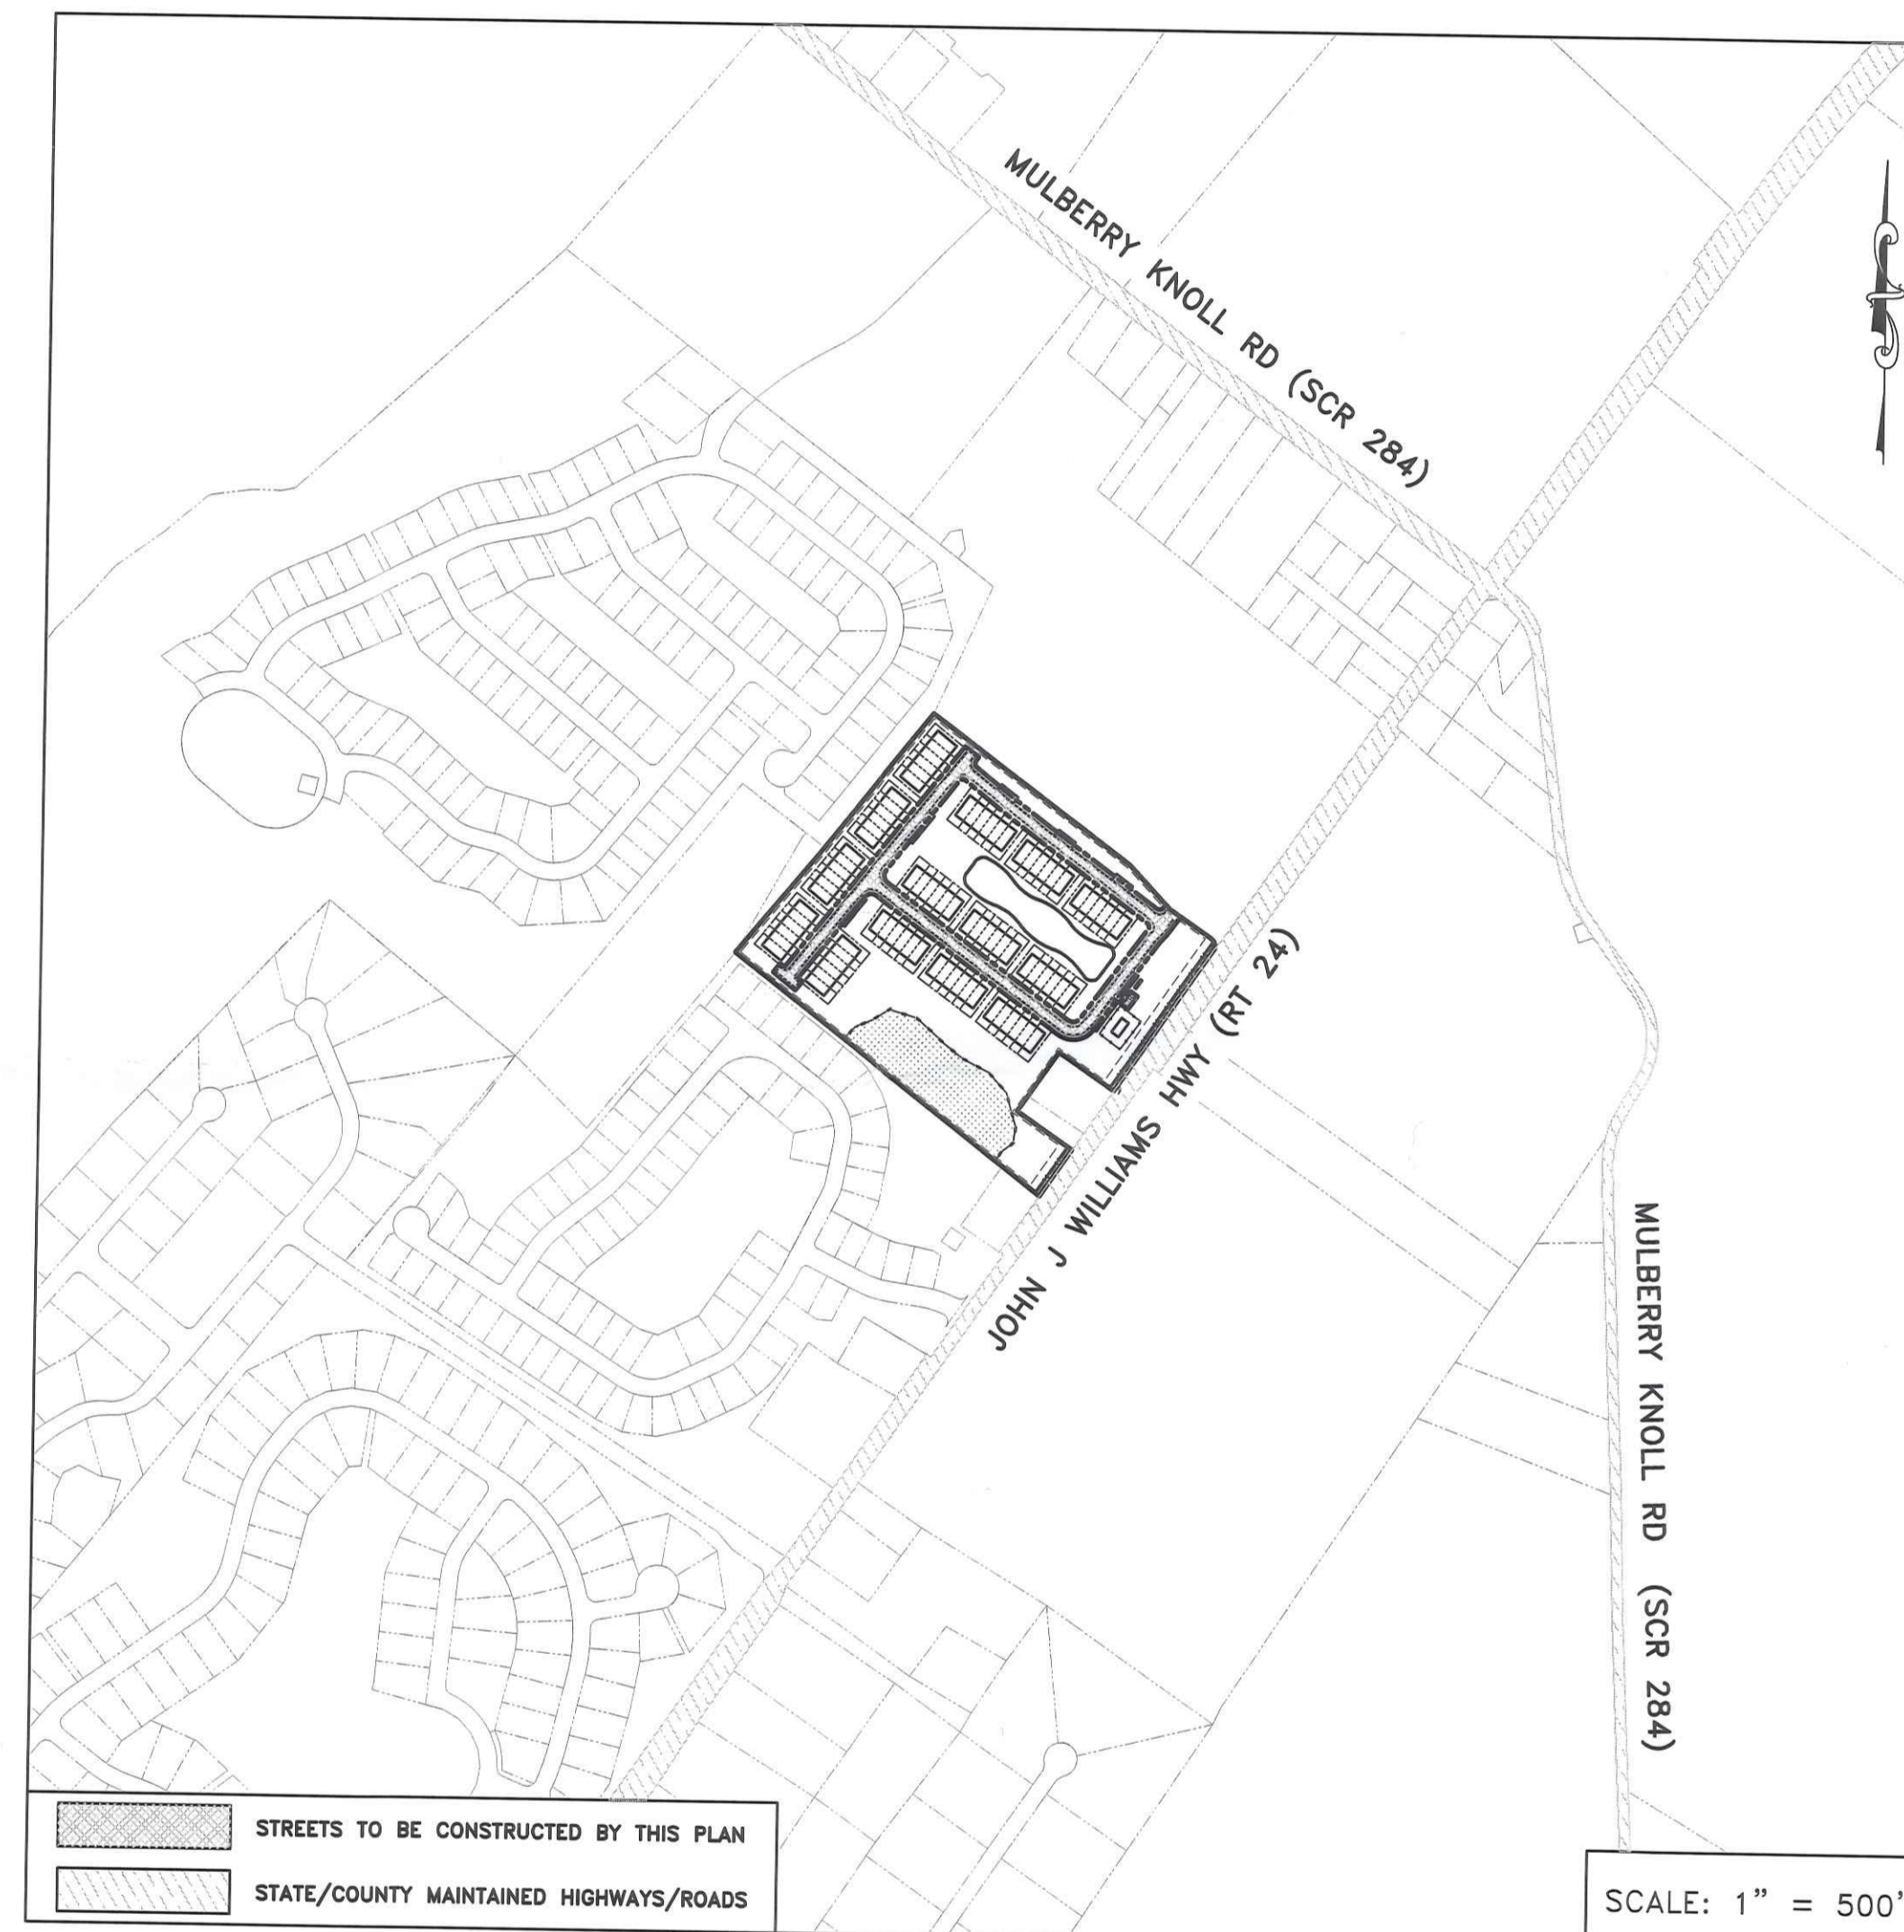 MULBERRY KNOLL RD (SCR 284)
JOHN J WILLIAMS HWY (RT 24)
MULBERRY KNOLL RD (SCR 284)
STREETS TO BE CONSTRUCTED BY THIS PLAN
STATE/COUNTY MAINTAINED HIGHWAYS/ROADS
SCALE: 1" = 500'